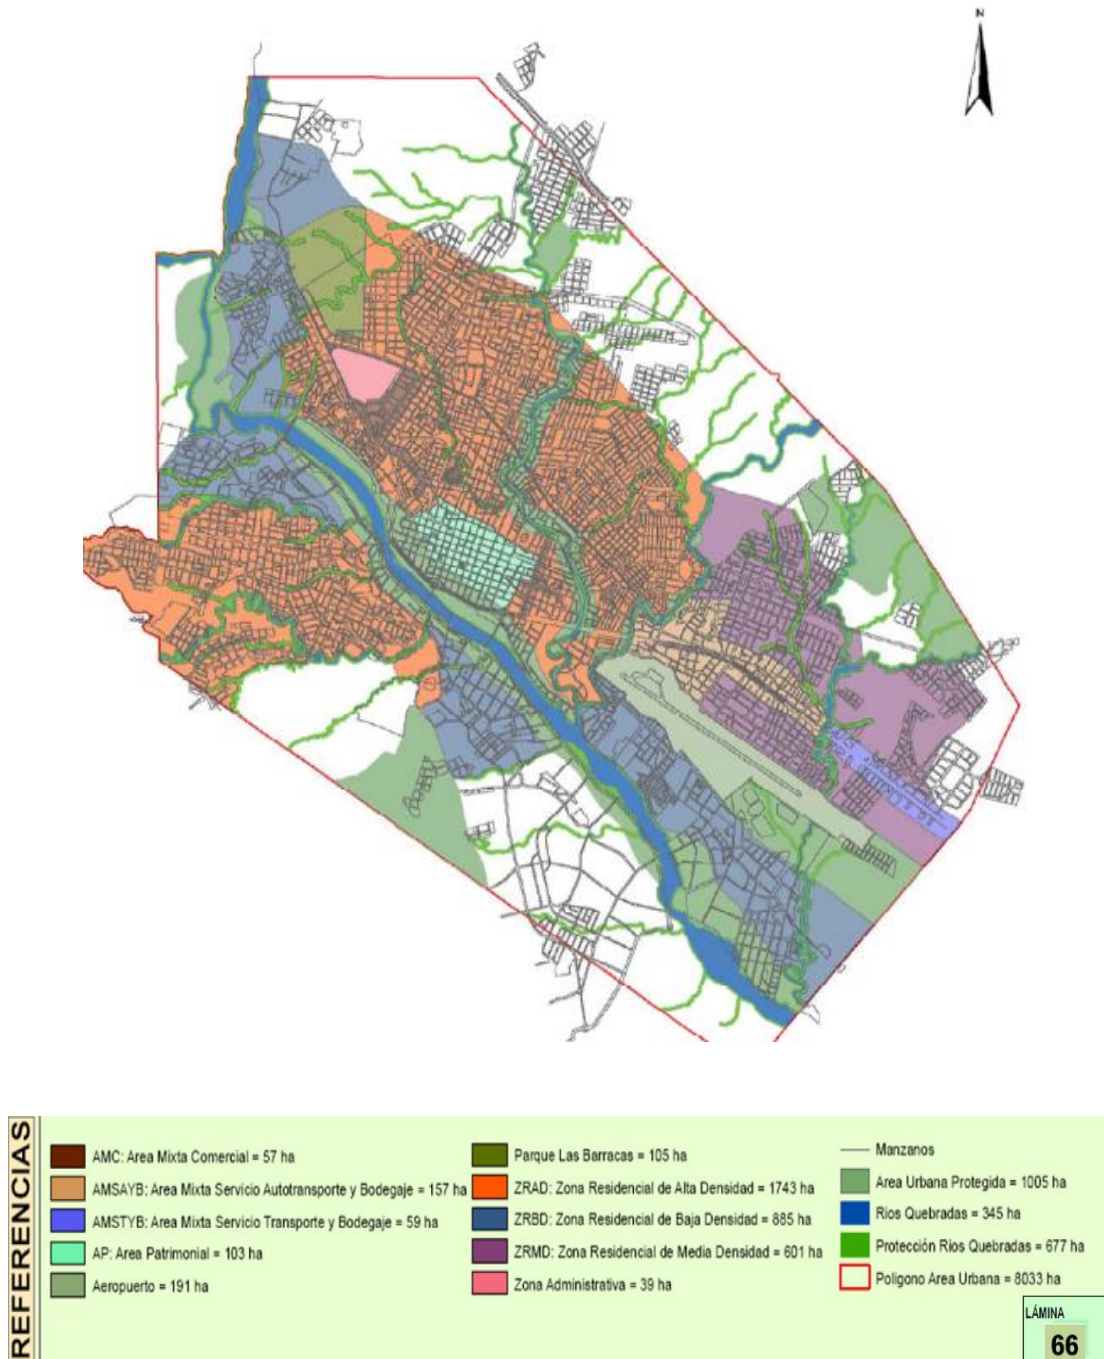 N
REFERENCIAS
AMC: Area Mixta Comercial = 57 ha
AMSAYB: Area Mixta Servicio Autotransporte y Bodegaje = 157 ha
AMSTYB: Area Mixta Servicio Transporte y Bodegaje = 59 ha
AP: Area Patrimonial = 103 ha
Aeropuerto = 191 ha
Parque Las Barracas = 105 ha
ZRAD: Zona Residencial de Alta Densidad = 1743 ha
ZRBD: Zona Residencial de Baja Densidad = 885 ha
ZRMD: Zona Residencial de Media Densidad = 601 ha
Zona Administrativa = 39 ha
Manzanos
Area Urbana Protegida = 1005 ha
Rios Quebradas = 345 ha
Protección Rios Quebradas = 677 ha
Poligono Area Urbana = 8033 ha
LÁMINA
66